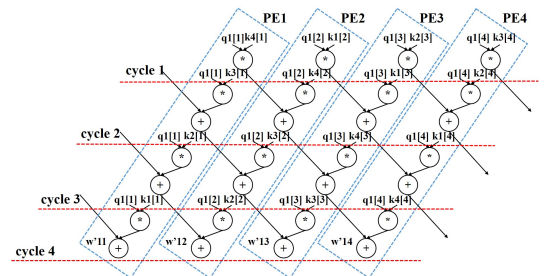 PE1 PE2 PE3 PE4
q1[1]k4[1] q1[2] k1[2] q1[3] k2[3] q1[4] k3[4]
* * * *
cycle 1
q1[1] k3[1] q1[2] k4[2] q1[3] k1[3] q1[4] k2[4]
* * * *
+ + + +
cycle 2
q1[1] k2[1] q1[2] k3[2] q1[3] k4[3] q1[4] k1[4]
* * * *
+ + + +
cycle 3
q1[1] k1[1] q1[2] k2[2] q1[3] k3[3] q1[4] k4[4]
* * * *
w'11 + w'12 + w'13 + w'14 +
cycle 4